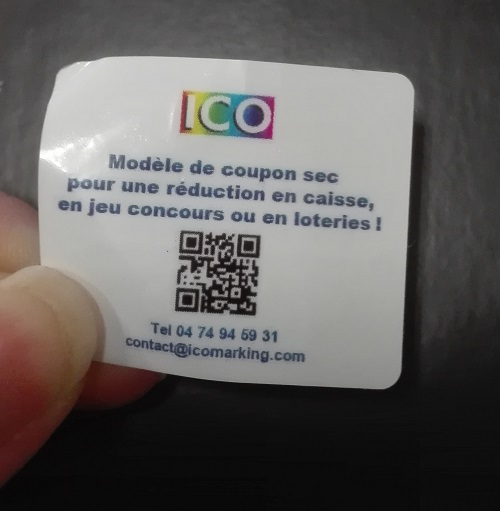 ICO
Modèle de coupon sec
pour une réduction en caisse,
en jeu concours ou en loteries !
Tel 04 74 94 59 31
contact@icomarking.com